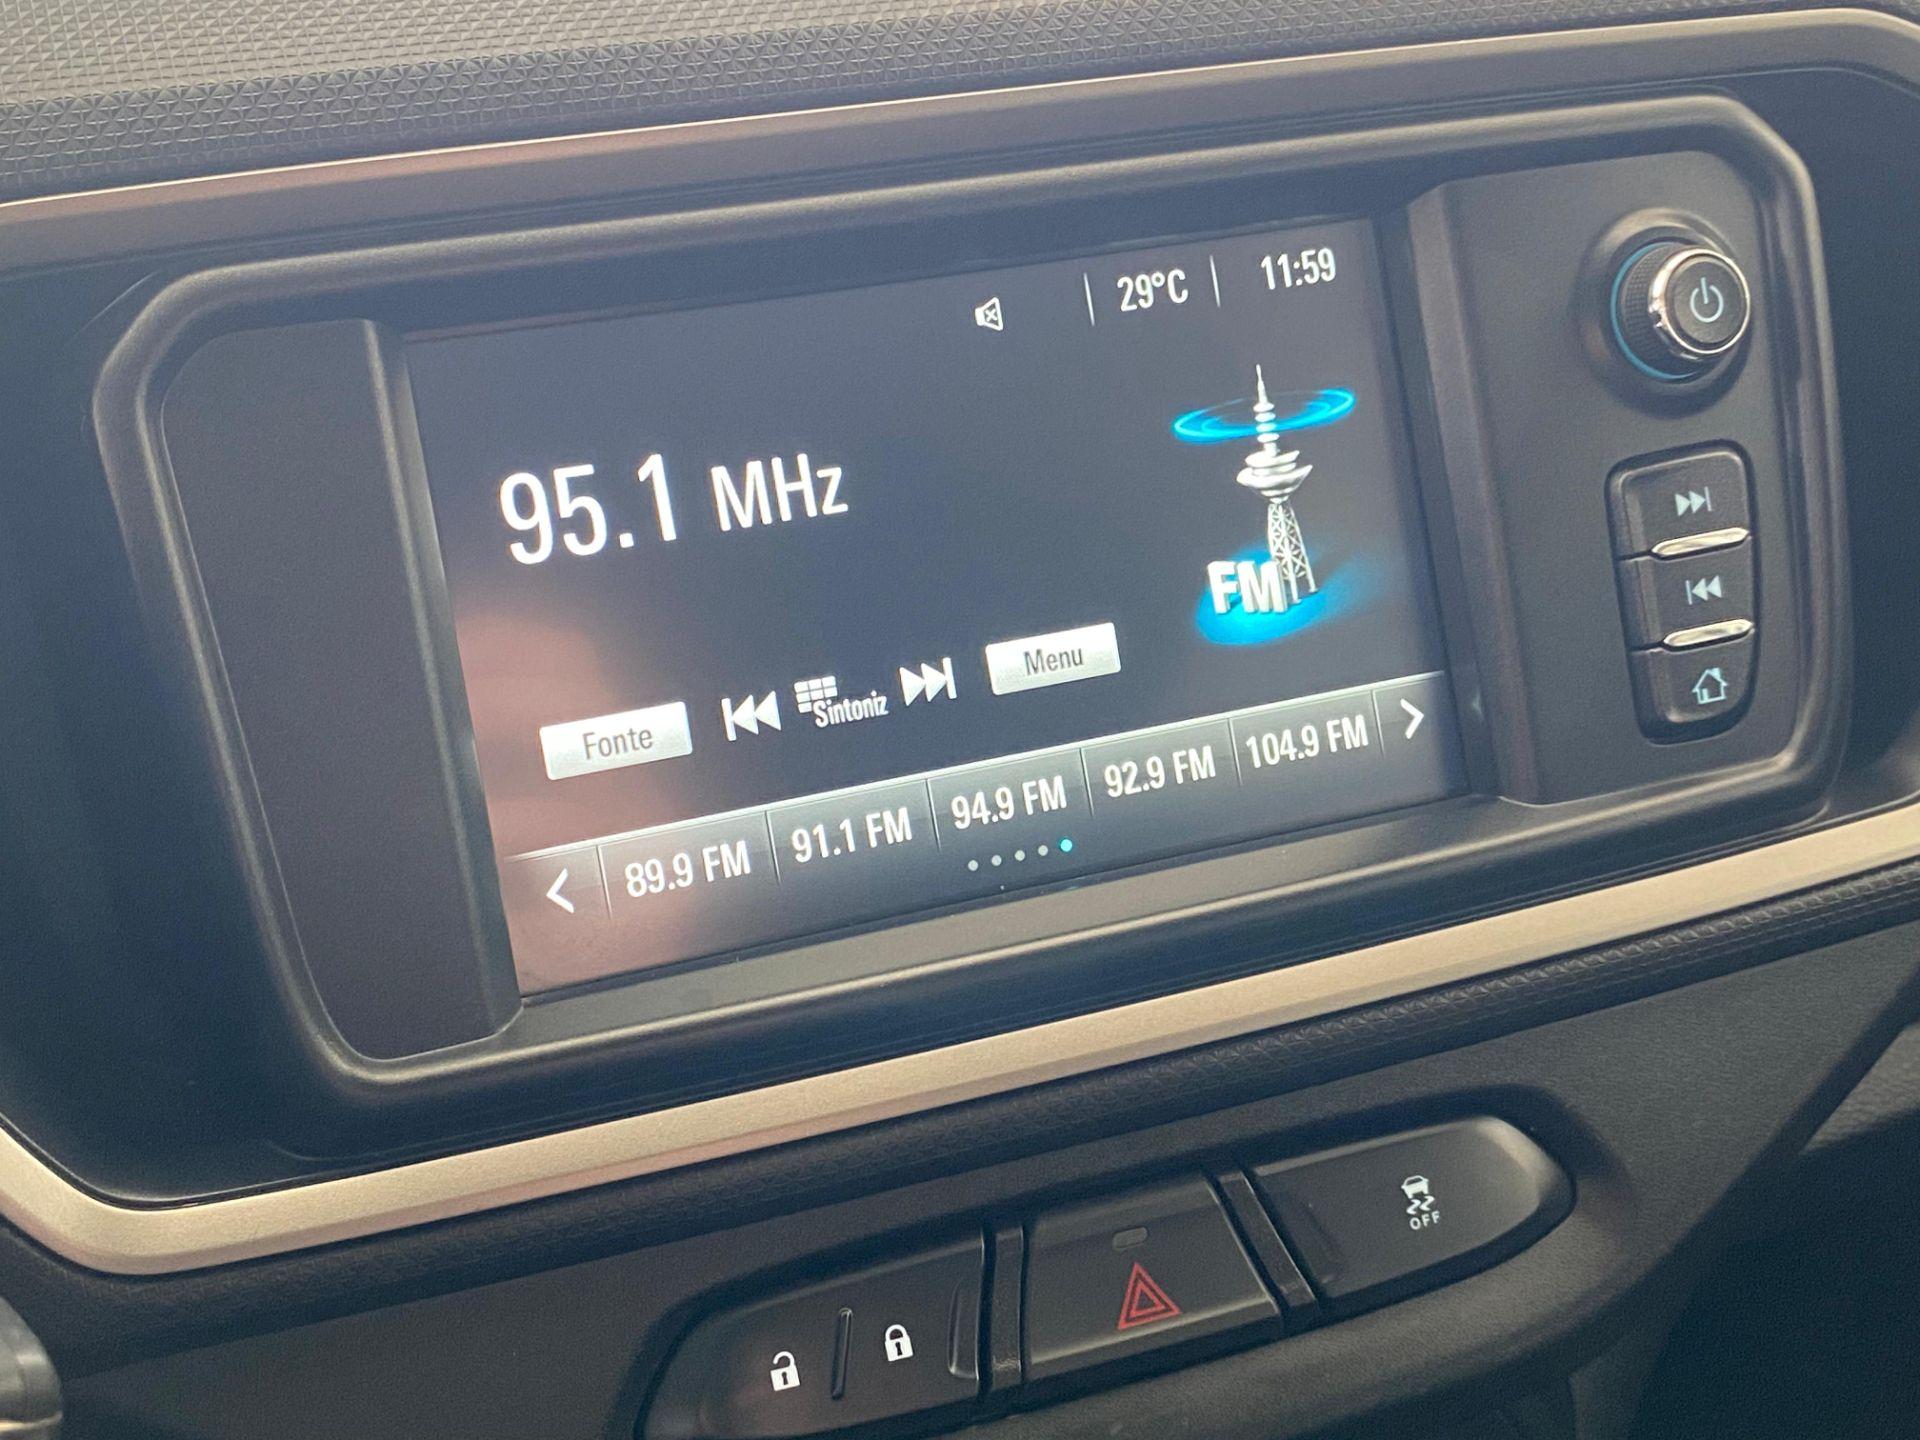 29°C 11:59
95.1 MHz
FM
Fonte Sintoniz Menu
89.9 FM 91.1 FM 94.9 FM 92.9 FM 104.9 FM
OFF